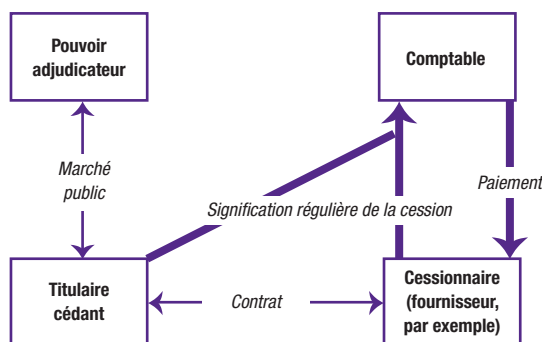 Pouvoir
adjudicateur
Comptable
Marché
public
Paiement
Signification régulière de la cession
Titulaire
cédant
Contrat
Cessionnaire
(fournisseur,
par exemple)